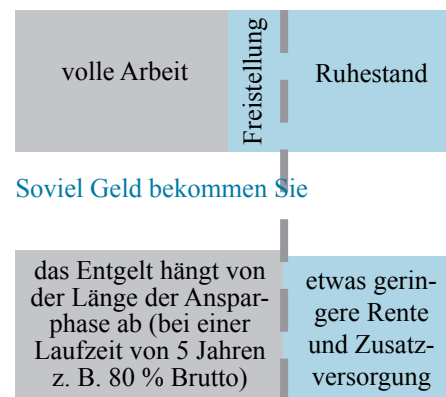 volle Arbeit
Freistellung
Ruhestand
Soviel Geld bekommen Sie
das Entgelt hängt von
der Länge der Anspar-
phase ab (bei einer
Laufzeit von 5 Jahren
z. B. 80 % Brutto)
etwas gerin-
gere Rente
und Zusatz-
versorgung